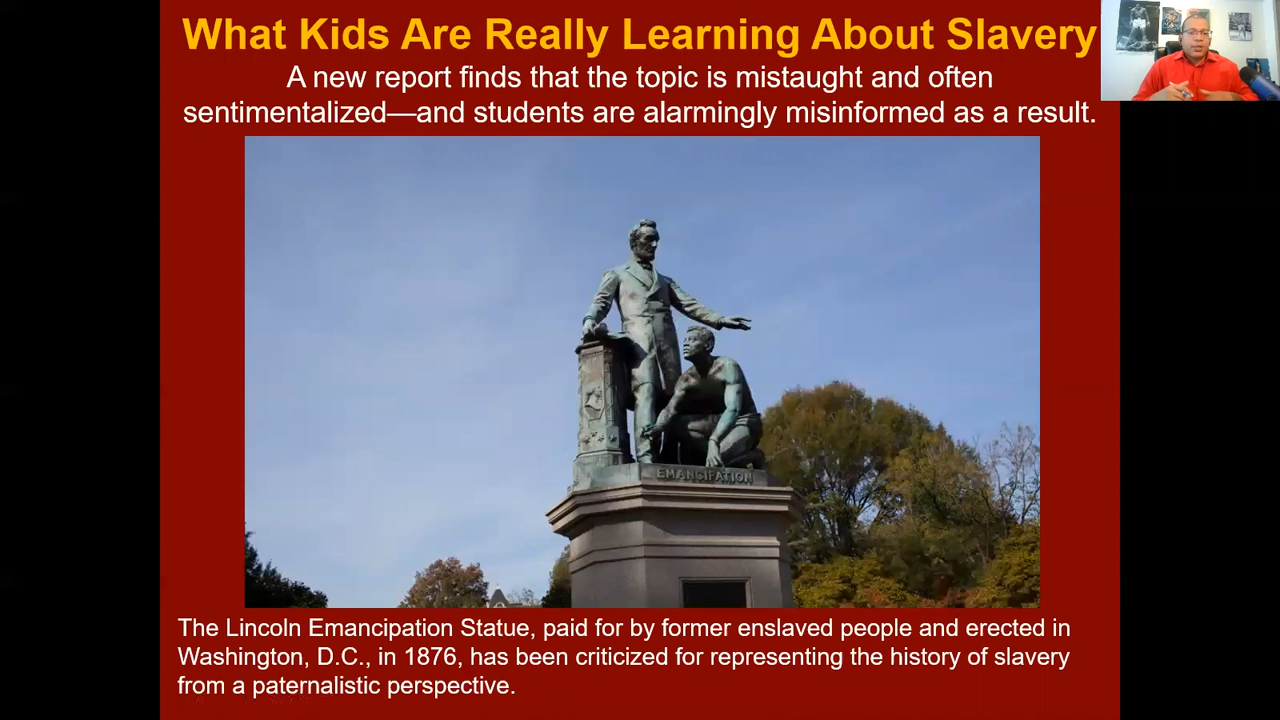 What Kids Are Really Learning About Slavery
A new report finds that the topic is mistaught and often
sentimentalized—and students are alarmingly misinformed as a result.
EMANCIPATION
The Lincoln Emancipation Statue, paid for by former enslaved people and erected in
Washington, D.C., in 1876, has been criticized for representing the history of slavery
from a paternalistic perspective.